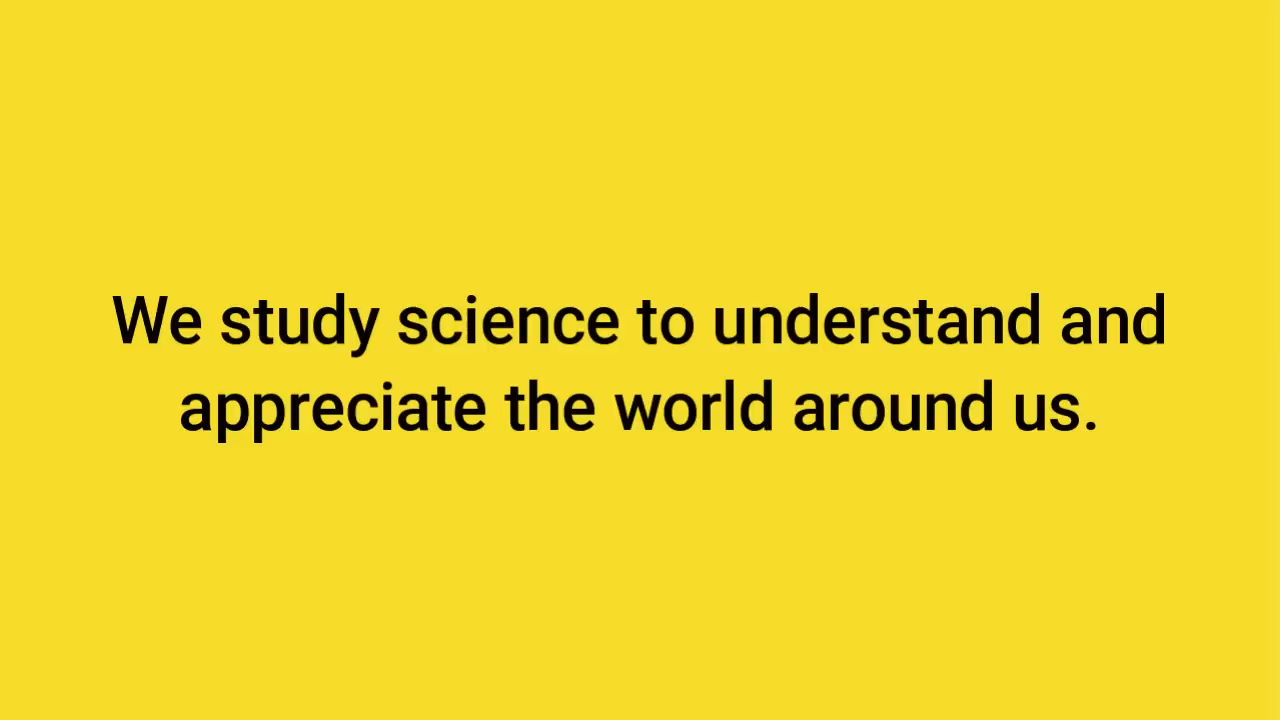 We study science to understand and
appreciate the world around us.